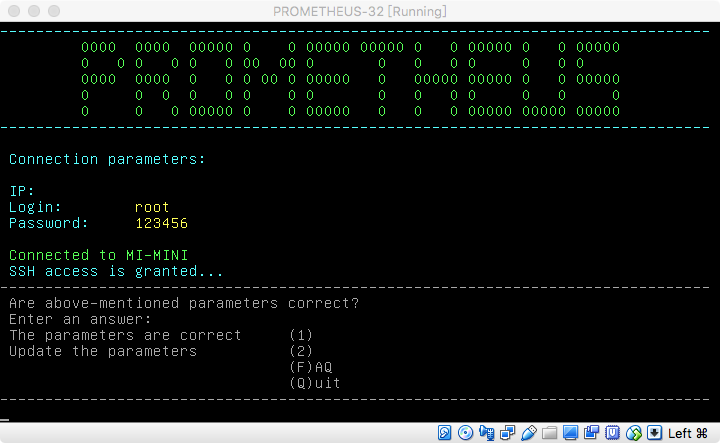 PROMETHEUS-32 [Running]
PROMETHEUS
Connection parameters:
IP:
Login: root
Password: 123456
Connected to MI-MINI
SSH access is granted...
Are above-mentioned parameters correct?
Enter an answer:
The parameters are correct (1)
Update the parameters (2)
(F)AQ
(Q)uit
Left ⌘